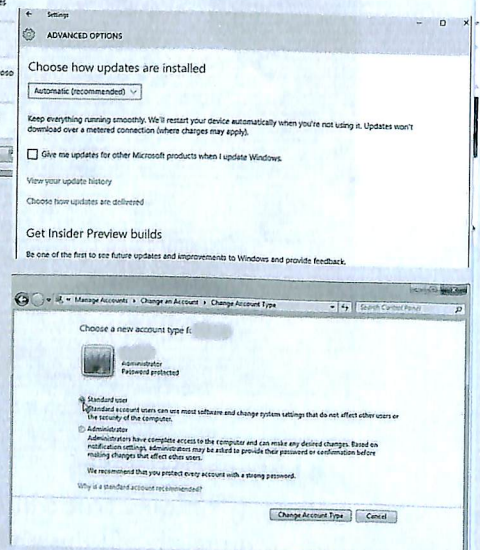 es
← Settings
ADVANCED OPTIONS
Choose how updates are installed
Automatic (recommended)
Keep everything running smoothly. We'll restart your device automatically when you're not using it. Updates won't
download over a metered connection (where charges may apply).
Give me updates for other Microsoft products when I update Windows.
View your update history
Choose how updates are delivered
Get Insider Preview builds
Be one of the first to see future updates and improvements to Windows and provide feedback.
oso
Manage Accounts › Change an Account › Change Account Type
Search Control Panel
Choose a new account type f
Administrator
Password protected
Standard user
Standard account users can use most software and change system settings that do not affect other users or
the security of the computer.
Administrator
Administrators have complete access to the computer and can make any desired changes. Based on
notification settings, administrators may be asked to provide their password or confirmation before
making changes that affect other users.
We recommend that you protect every account with a strong password.
Why is a standard account recommended?
Change Account Type
Cancel